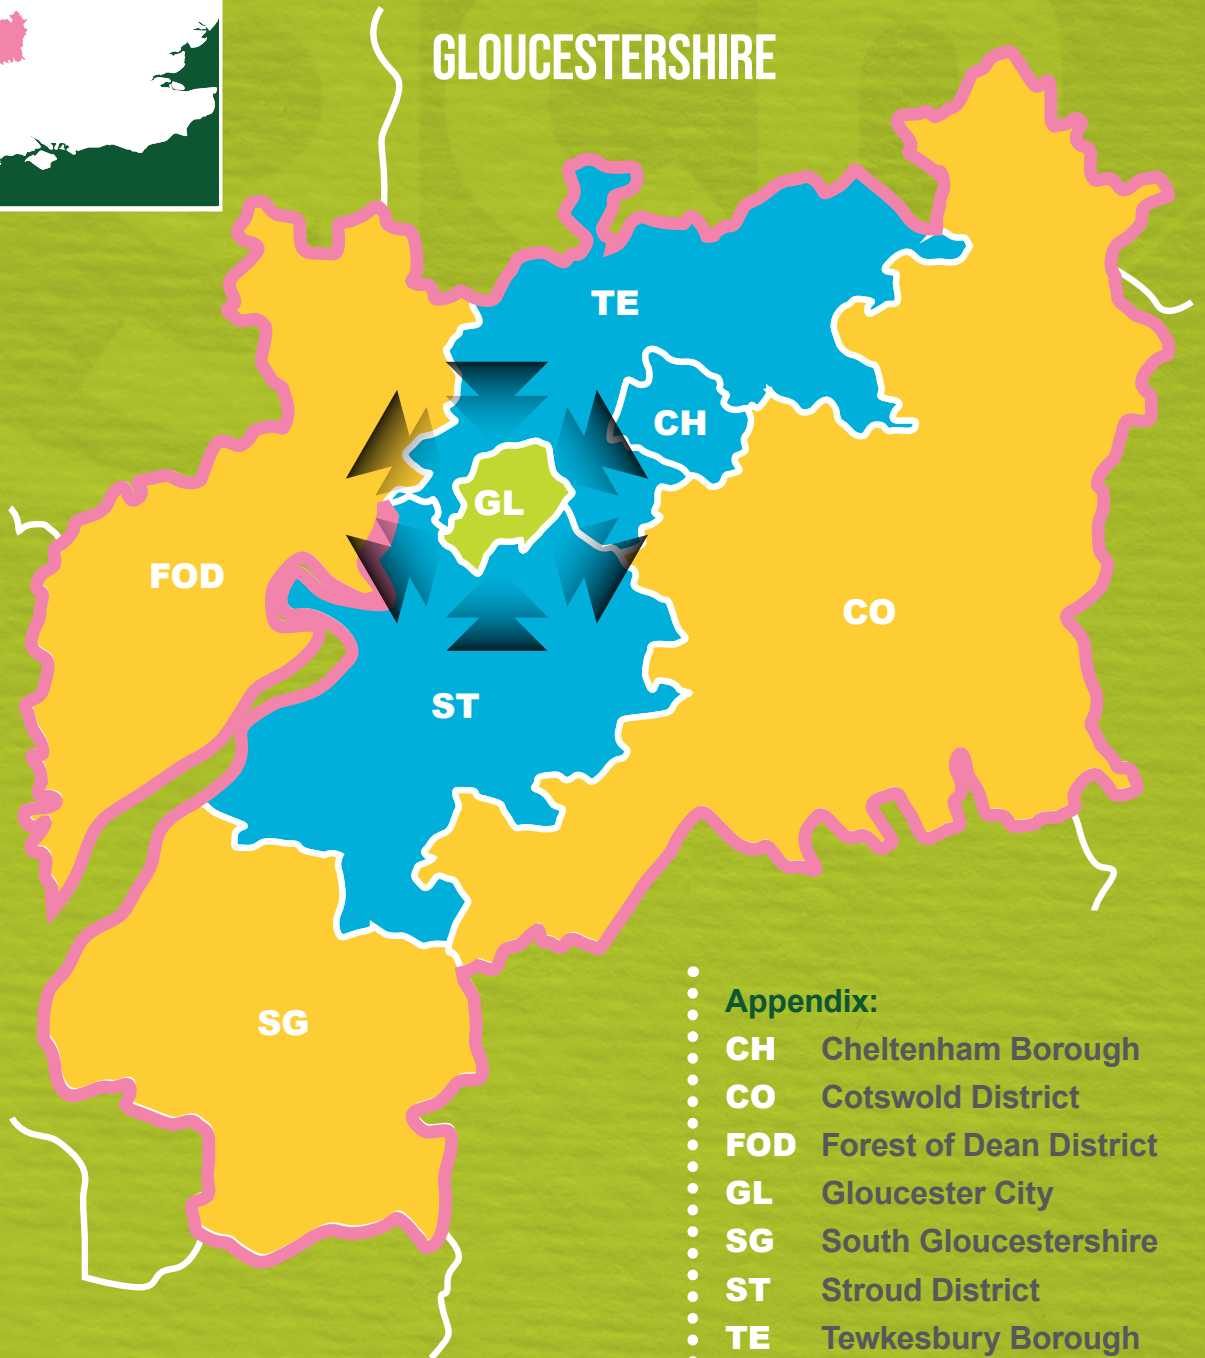 GLOUCESTERSHIRE
TE
CH
GL
FOD
CO
ST
SG
Appendix:
CH Cheltenham Borough
CO Cotswold District
FOD Forest of Dean District
GL Gloucester City
SG South Gloucestershire
ST Stroud District
TE Tewkesbury Borough